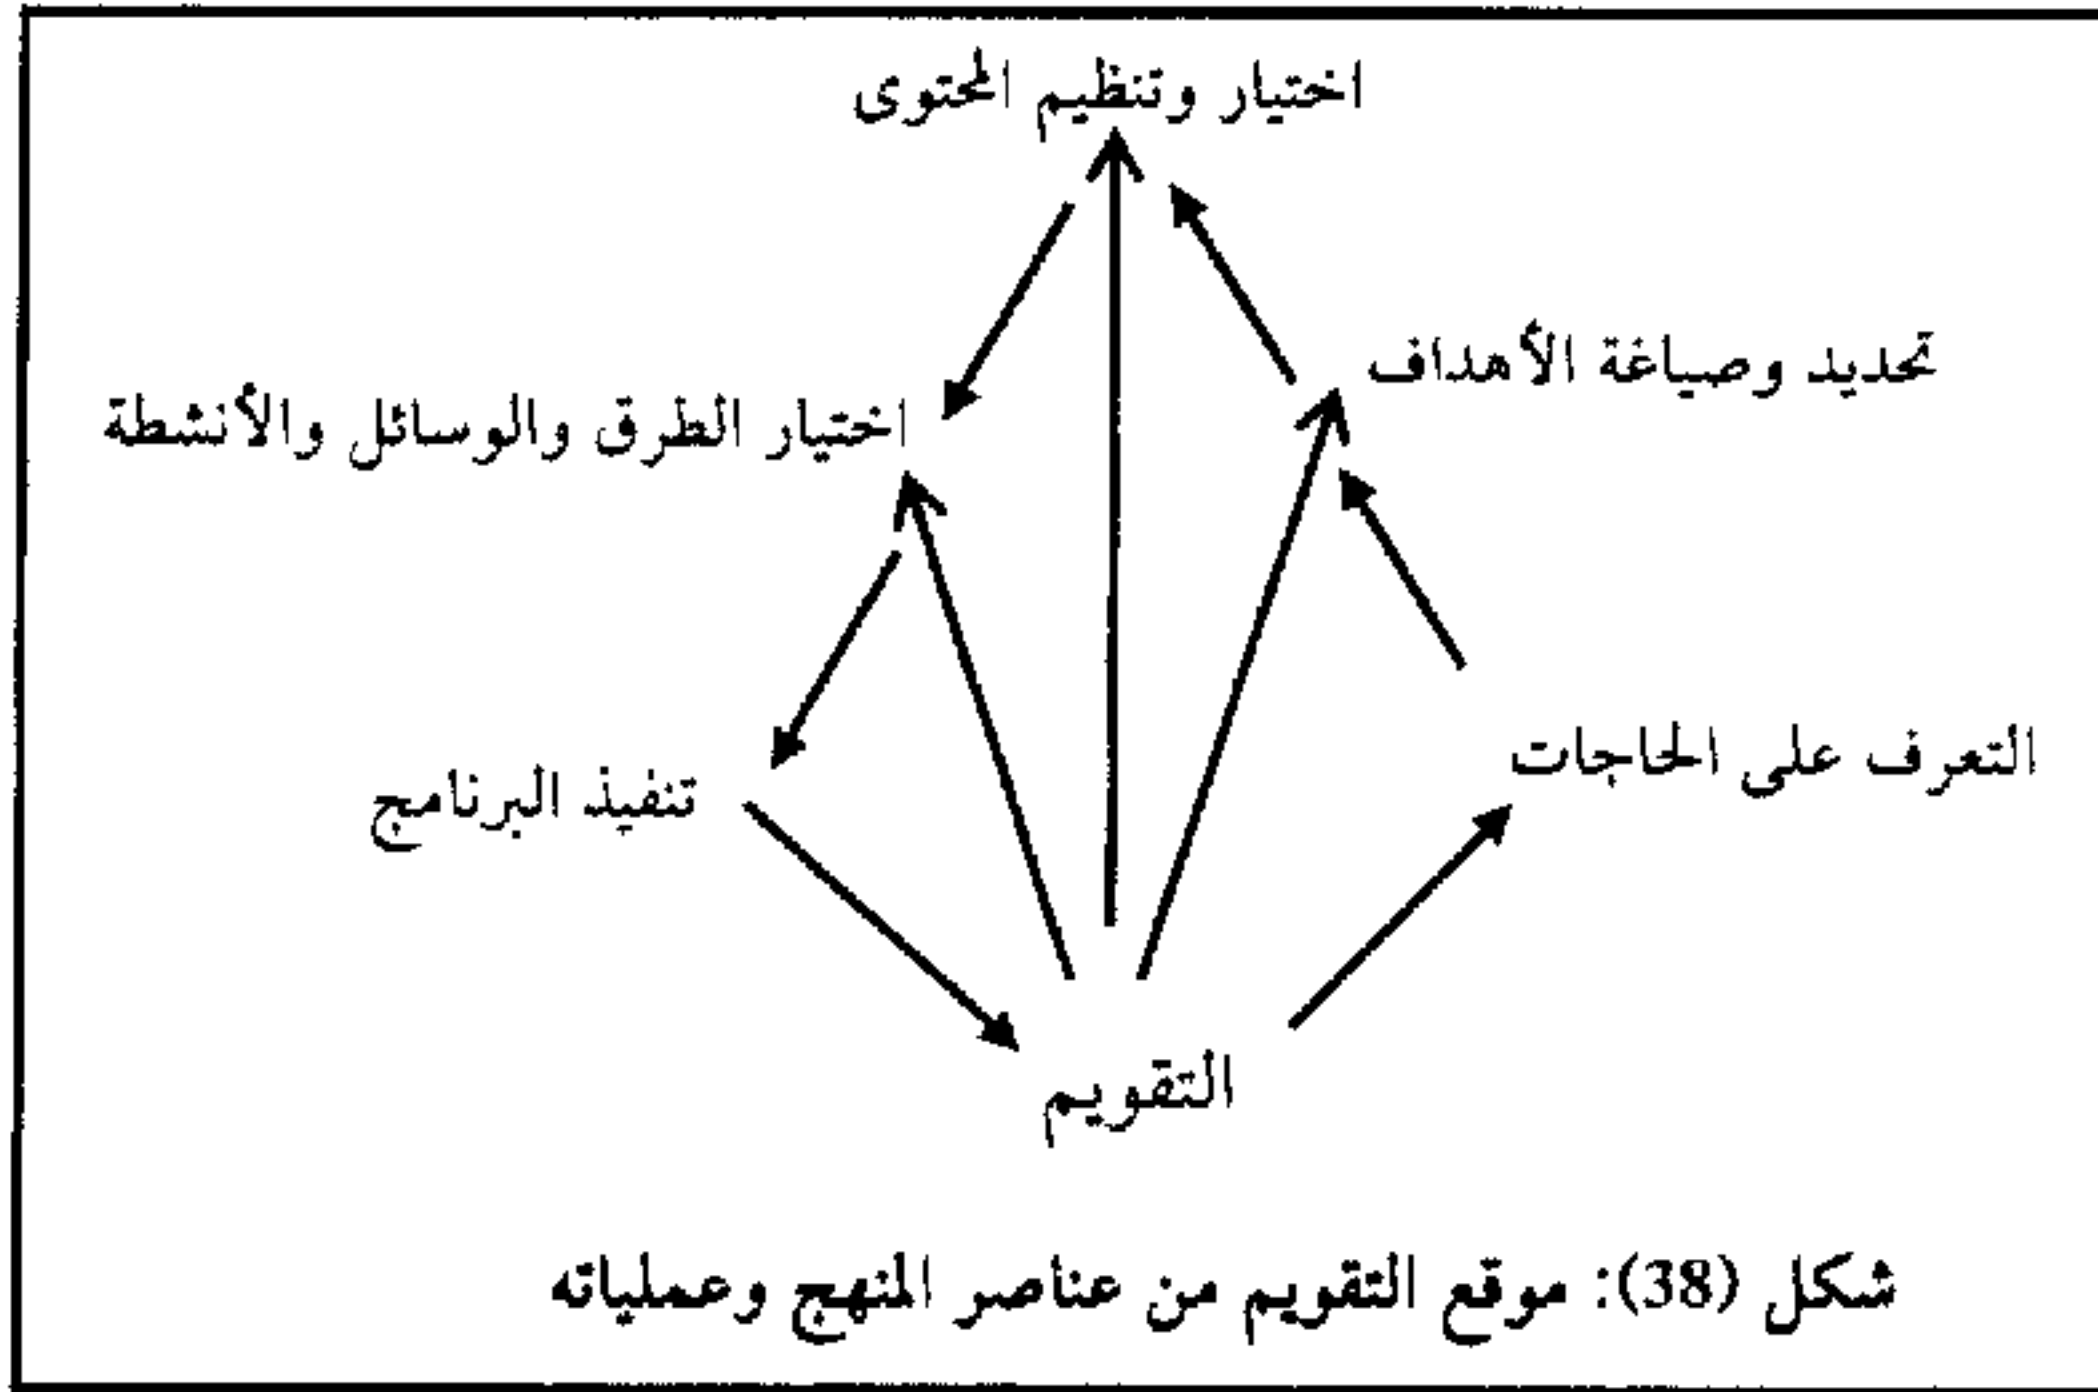 اختيار وتنظيم المحتوى
تحديد وصياغة الأهداف
اختيار الطرق والوسائل والأنشطة
التعرف على الحاجات
تنفيذ البرنامج
التقويم
شكل (38): موقع التقويم من عناصر المنهج وعملياته